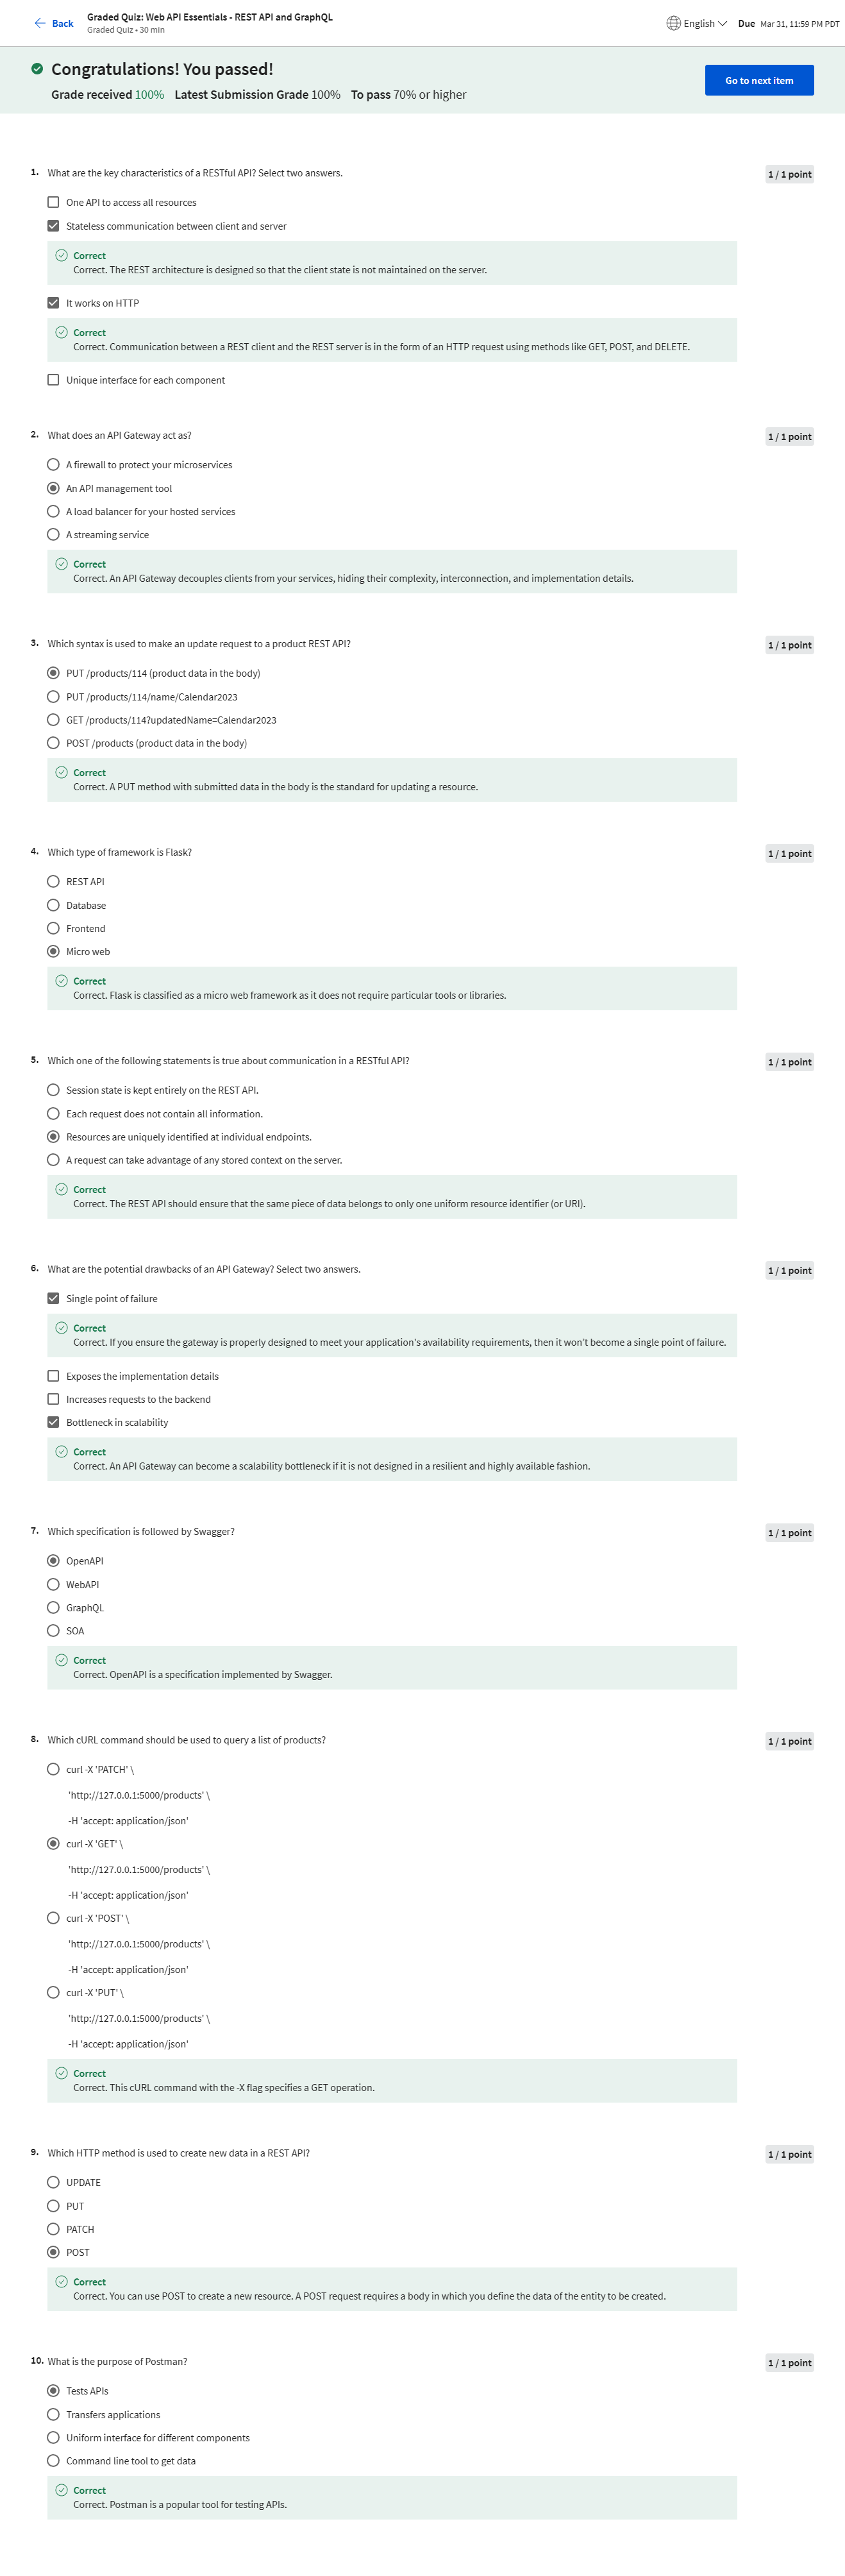 Back
Graded Quiz: Web API Essentials - REST API and GraphQL
Graded Quiz • 30 min
English
Due Mar 31, 11:59 PM PDT
Congratulations! You passed!
Grade received 100% Latest Submission Grade 100% To pass 70% or higher
Go to next item
1. What are the key characteristics of a RESTful API? Select two answers.
1 / 1 point
One API to access all resources
Stateless communication between client and server
Correct
Correct. The REST architecture is designed so that the client state is not maintained on the server.
It works on HTTP
Correct
Correct. Communication between a REST client and the REST server is in the form of an HTTP request using methods like GET, POST, and DELETE.
Unique interface for each component
2. What does an API Gateway act as?
1 / 1 point
A firewall to protect your microservices
An API management tool
A load balancer for your hosted services
A streaming service
Correct
Correct. An API Gateway decouples clients from your services, hiding their complexity, interconnection, and implementation details.
3. Which syntax is used to make an update request to a product REST API?
1 / 1 point
PUT /products/114 (product data in the body)
PUT /products/114/name/Calendar2023
GET /products/114?updatedName=Calendar2023
POST /products (product data in the body)
Correct
Correct. A PUT method with submitted data in the body is the standard for updating a resource.
4. Which type of framework is Flask?
1 / 1 point
REST API
Database
Frontend
Micro web
Correct
Correct. Flask is classified as a micro web framework as it does not require particular tools or libraries.
5. Which one of the following statements is true about communication in a RESTful API?
1 / 1 point
Session state is kept entirely on the REST API.
Each request does not contain all information.
Resources are uniquely identified at individual endpoints.
A request can take advantage of any stored context on the server.
Correct
Correct. The REST API should ensure that the same piece of data belongs to only one uniform resource identifier (or URI).
6. What are the potential drawbacks of an API Gateway? Select two answers.
1 / 1 point
Single point of failure
Correct
Correct. If you ensure the gateway is properly designed to meet your application's availability requirements, then it won't become a single point of failure.
Exposes the implementation details
Increases requests to the backend
Bottleneck in scalability
Correct
Correct. An API Gateway can become a scalability bottleneck if it is not designed in a resilient and highly available fashion.
7. Which specification is followed by Swagger?
1 / 1 point
OpenAPI
WebAPI
GraphQL
SOA
Correct
Correct. OpenAPI is a specification implemented by Swagger.
8. Which cURL command should be used to query a list of products?
1 / 1 point
curl -X 'PATCH' \
'http://127.0.0.1:5000/products' \
-H 'accept: application/json'
curl -X 'GET' \
'http://127.0.0.1:5000/products' \
-H 'accept: application/json'
curl -X 'POST' \
'http://127.0.0.1:5000/products' \
-H 'accept: application/json'
curl -X 'PUT' \
'http://127.0.0.1:5000/products' \
-H 'accept: application/json'
Correct
Correct. This cURL command with the -X flag specifies a GET operation.
9. Which HTTP method is used to create new data in a REST API?
1 / 1 point
UPDATE
PUT
PATCH
POST
Correct
Correct. You can use POST to create a new resource. A POST request requires a body in which you define the data of the entity to be created.
10. What is the purpose of Postman?
1 / 1 point
Tests APIs
Transfers applications
Uniform interface for different components
Command line tool to get data
Correct
Correct. Postman is a popular tool for testing APIs.